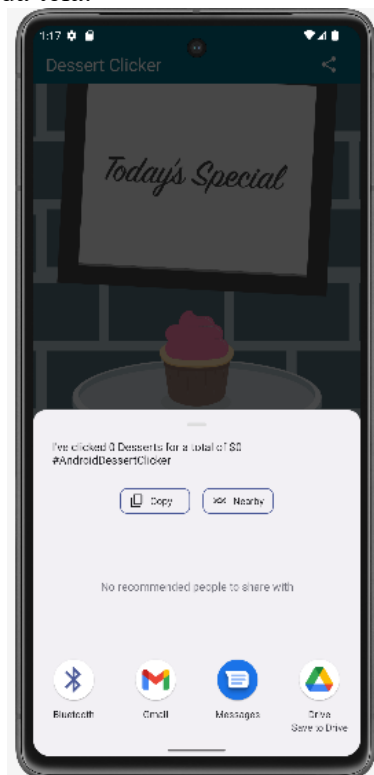 1:17
Dessert Clicker
Today's Special
I've clicked 0 Desserts for a total of $0
#AndroidDessertClicker
Copy
Nearby
No recommended people to share with
Bluetooth
Gmail
Messages
Drive
Save to Drive